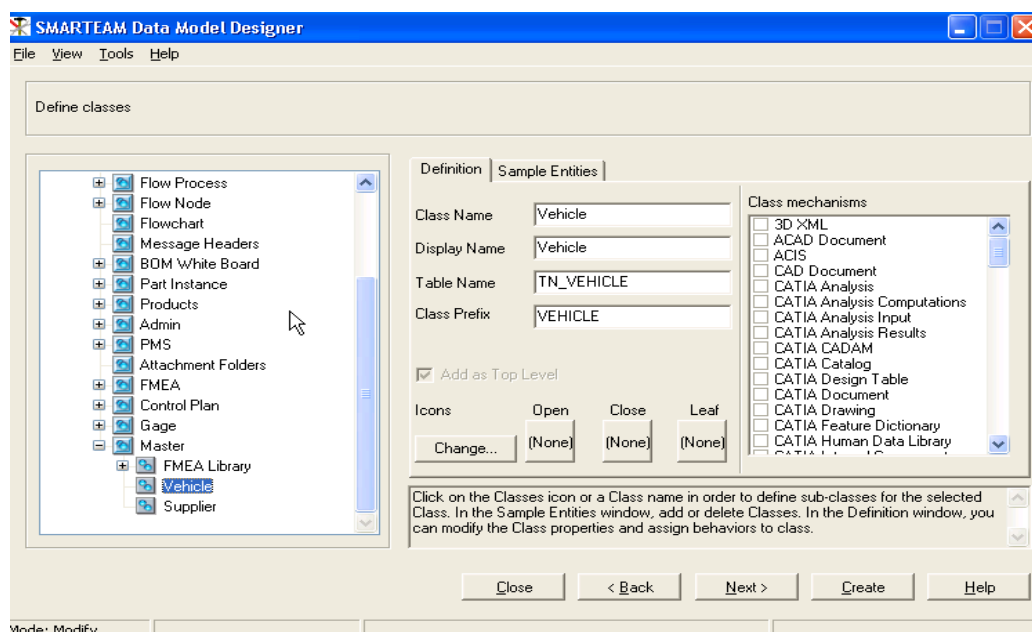 SMARTEAM Data Model Designer
File View Tools Help
Define classes
Flow Process
Flow Node
Flowchart
Message Headers
BOM White Board
Part Instance
Products
Admin
PMS
Attachment Folders
FMEA
Control Plan
Gage
Master
FMEA Library
Vehicle
Supplier
Definition
Sample Entities
Class Name
Vehicle
Display Name
Vehicle
Table Name
TN_VEHICLE
Class Prefix
VEHICLE
Add as Top Level
Icons
Open
Close
Leaf
Change...
(None)
(None)
(None)
Class mechanisms
3D XML
ACAD Document
ACIS
CAD Document
CATIA Analysis
CATIA Analysis Computations
CATIA Analysis Input
CATIA Analysis Results
CATIA CADAM
CATIA Catalog
CATIA Design Table
CATIA Document
CATIA Drawing
CATIA Feature Dictionary
CATIA Human Data Library
Click on the Classes icon or a Class name in order to define sub-classes for the selected
Class. In the Sample Entities window, add or delete Classes. In the Definition window, you
can modify the Class properties and assign behaviors to class.
Close
< Back
Next >
Create
Help
Mode: Modify